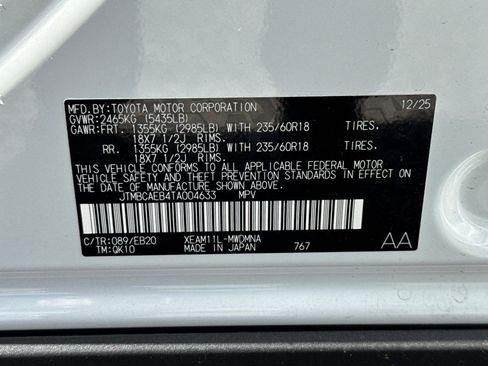 MFD.BY:TOYOTA MOTOR CORPORATION 12/25
GVWR:2465KG (5435LB)
GAWR:FRT. 1355KG (2985LB) WITH 235/60R18 TIRES.
18X7 1/2J RIMS.
RR. 1355KG (2985LB) WITH 235/60R18 TIRES.
18X7 1/2J RIMS.
THIS VEHICLE CONFORMS TO ALL APPLICABLE FEDERAL MOTOR
VEHICLE SAFETY AND THEFT PREVENTION STANDARDS IN EFFECT
ON THE DATE OF MANUFACTURE SHOWN ABOVE.
JTMBCAEB4TA004633 MPV
C/TR:089/EB20 XEAM11L-MWDMNA AA
TM:QK10 MADE IN JAPAN 767